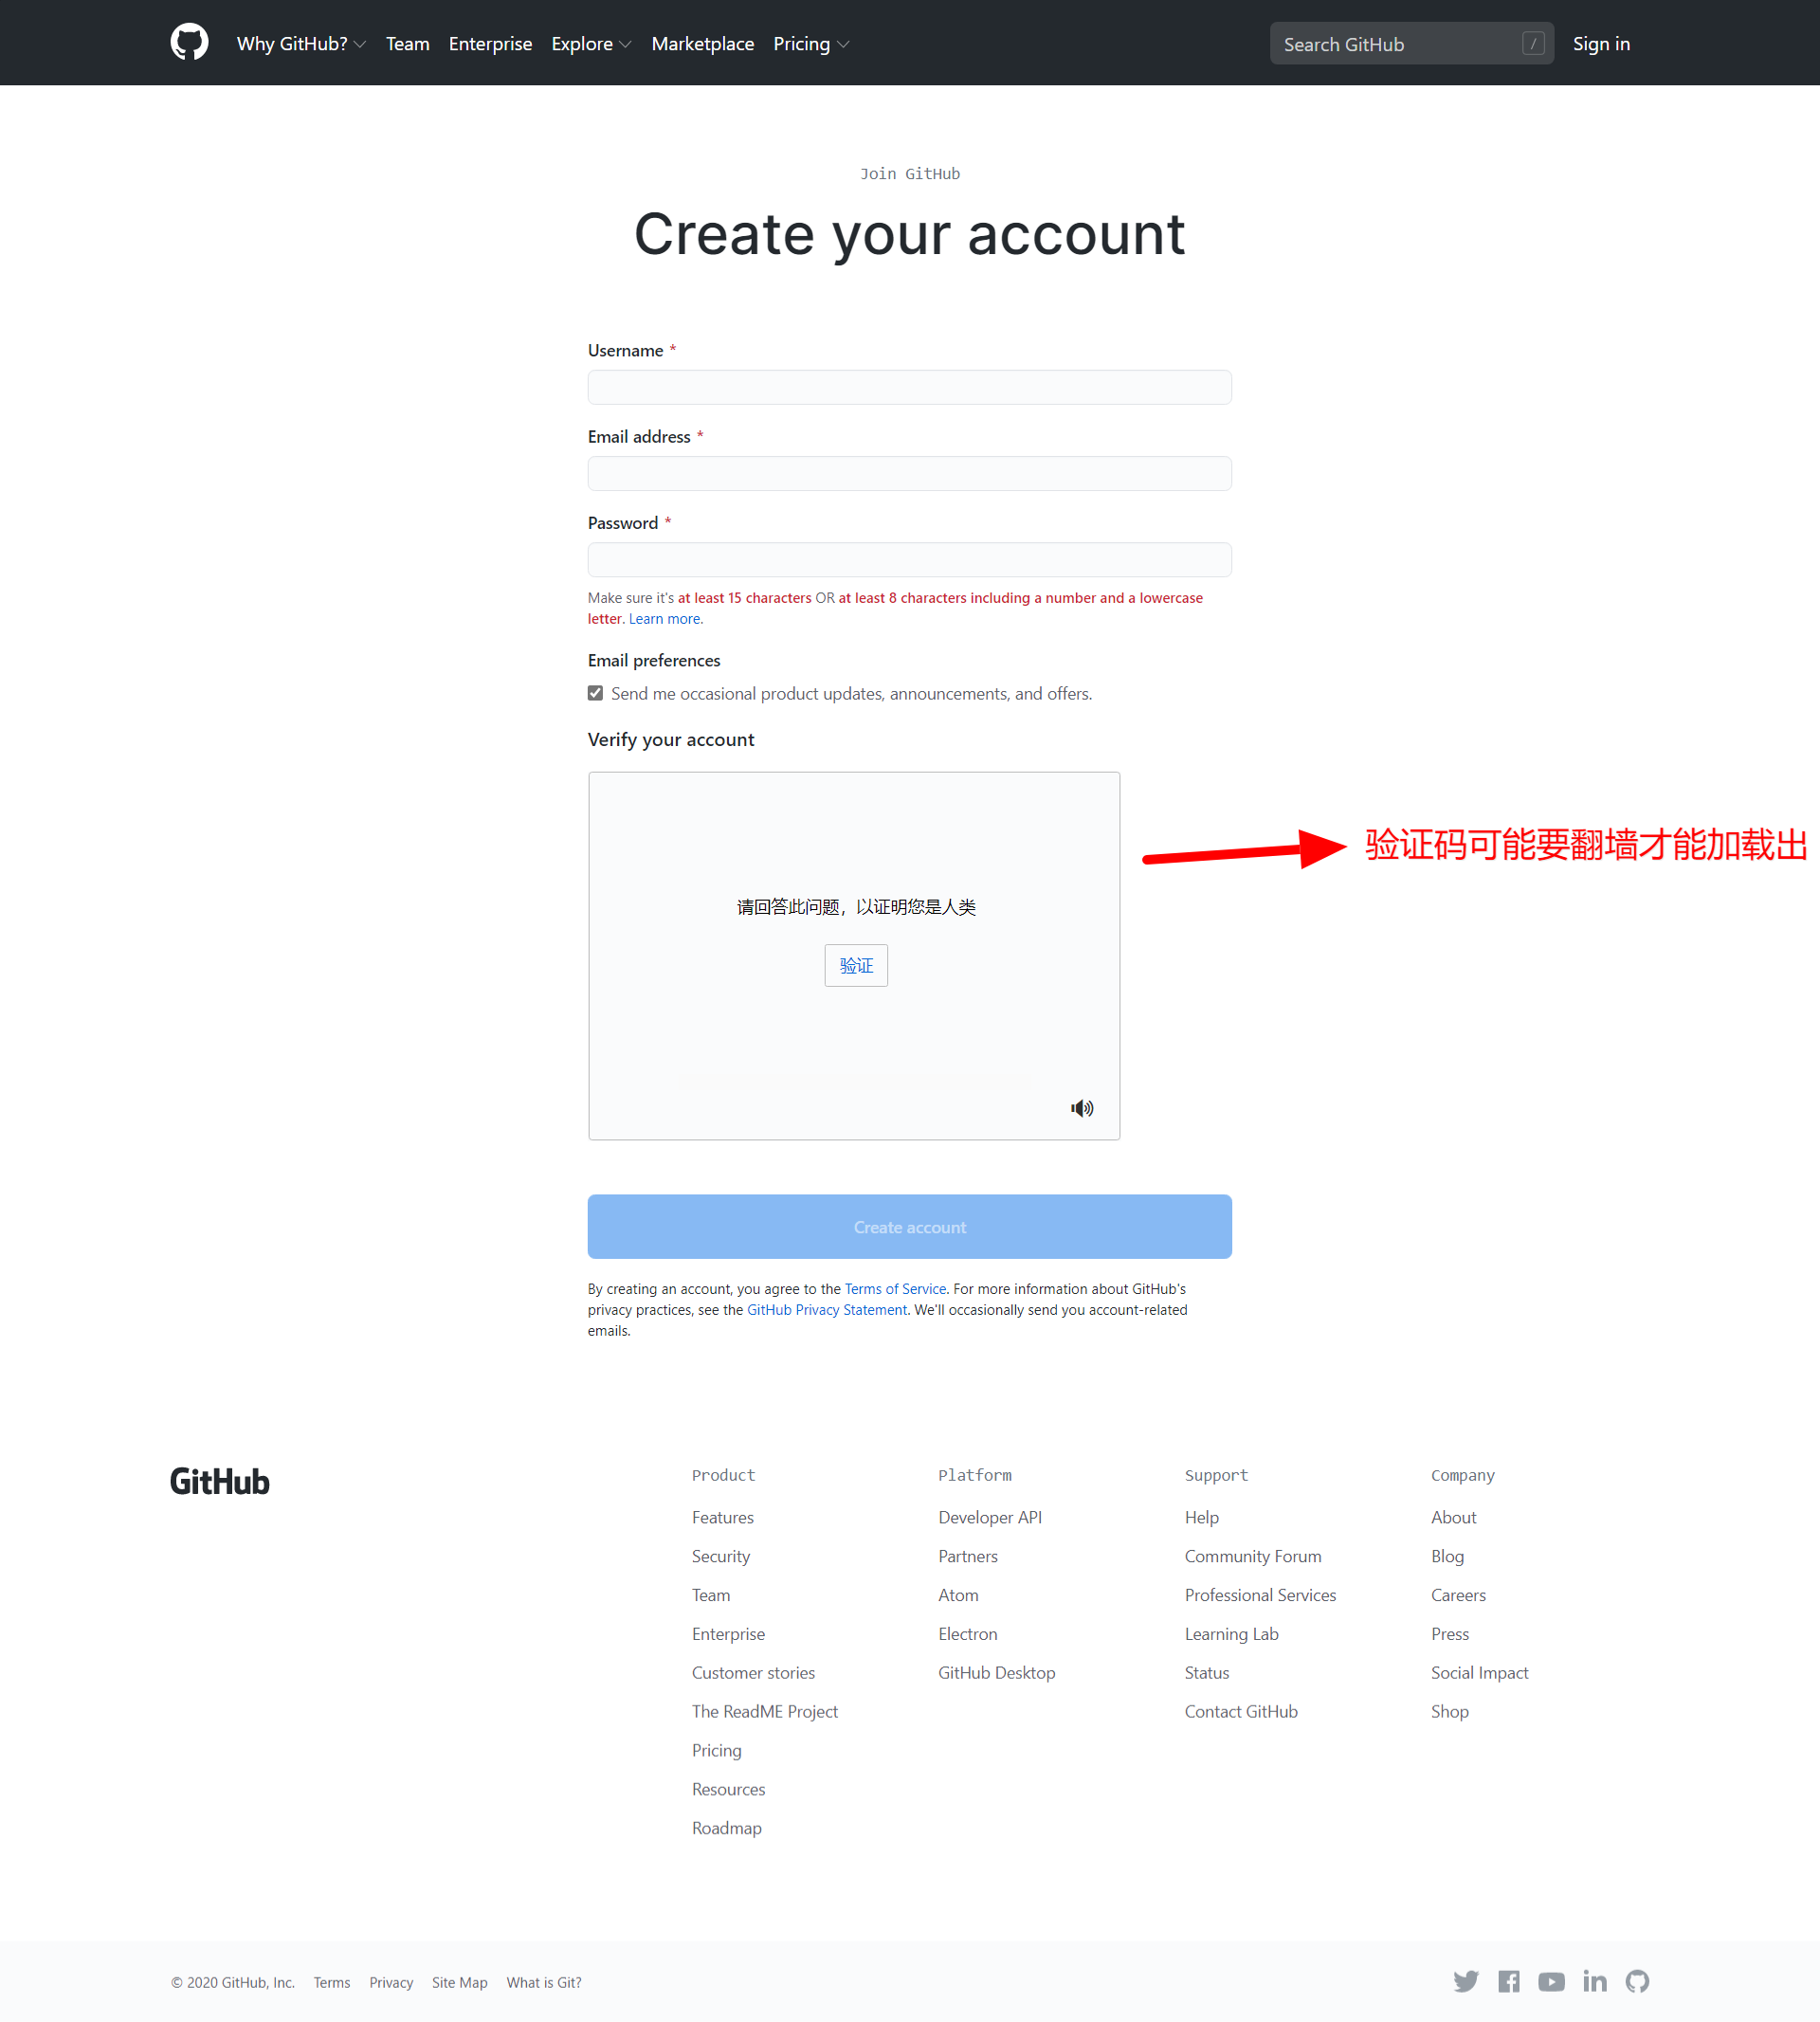 Why GitHub? Team Enterprise Explore Marketplace Pricing Search GitHub / Sign in
Join GitHub
Create your account
Username *
Email address *
Password *
Make sure it's at least 15 characters OR at least 8 characters including a number and a lowercase
letter. Learn more.
Email preferences
Send me occasional product updates, announcements, and offers.
Verify your account
验证码可能要翻墙才能加载出
请回答此问题，以证明您是人类
验证
Create account
By creating an account, you agree to the Terms of Service. For more information about GitHub's
privacy practices, see the GitHub Privacy Statement. We'll occasionally send you account-related
emails.
GitHub
Product
Features
Security
Team
Enterprise
Customer stories
The ReadME Project
Pricing
Resources
Roadmap
Platform
Developer API
Partners
Atom
Electron
GitHub Desktop
Support
Help
Community Forum
Professional Services
Learning Lab
Status
Contact GitHub
Company
About
Blog
Careers
Press
Social Impact
Shop
© 2020 GitHub, Inc. Terms Privacy Site Map What is Git?